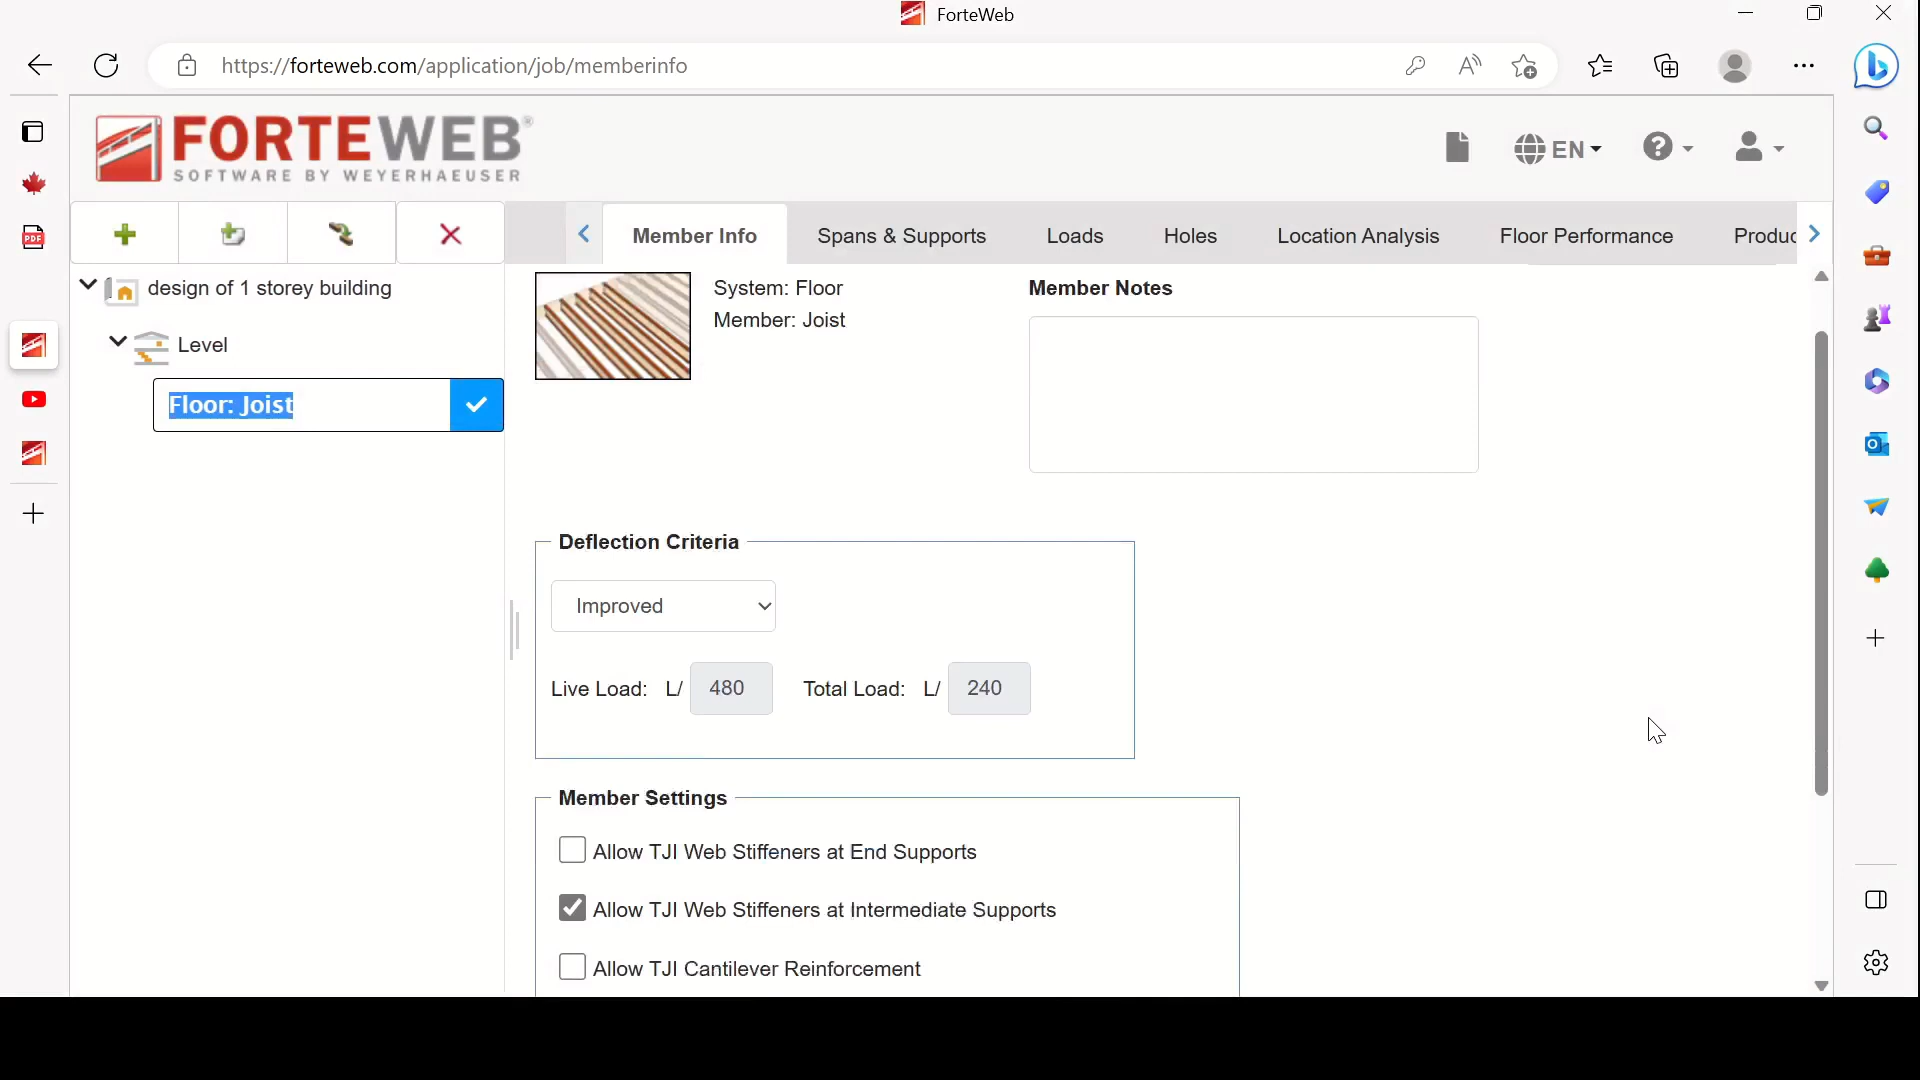 ForteWeb
https://forteweb.com/application/job/memberinfo
FORTEWEB®
SOFTWARE BY WEYERHAEUSER
EN
PDF
Member Info
Spans & Supports
Loads
Holes
Location Analysis
Floor Performance
Produc
design of 1 storey building
Level
Floor: Joist
System: Floor
Member: Joist
Member Notes
Deflection Criteria
Improved
Live Load: L/ 480 Total Load: L/ 240
Member Settings
Allow TJI Web Stiffeners at End Supports
Allow TJI Web Stiffeners at Intermediate Supports
Allow TJI Cantilever Reinforcement